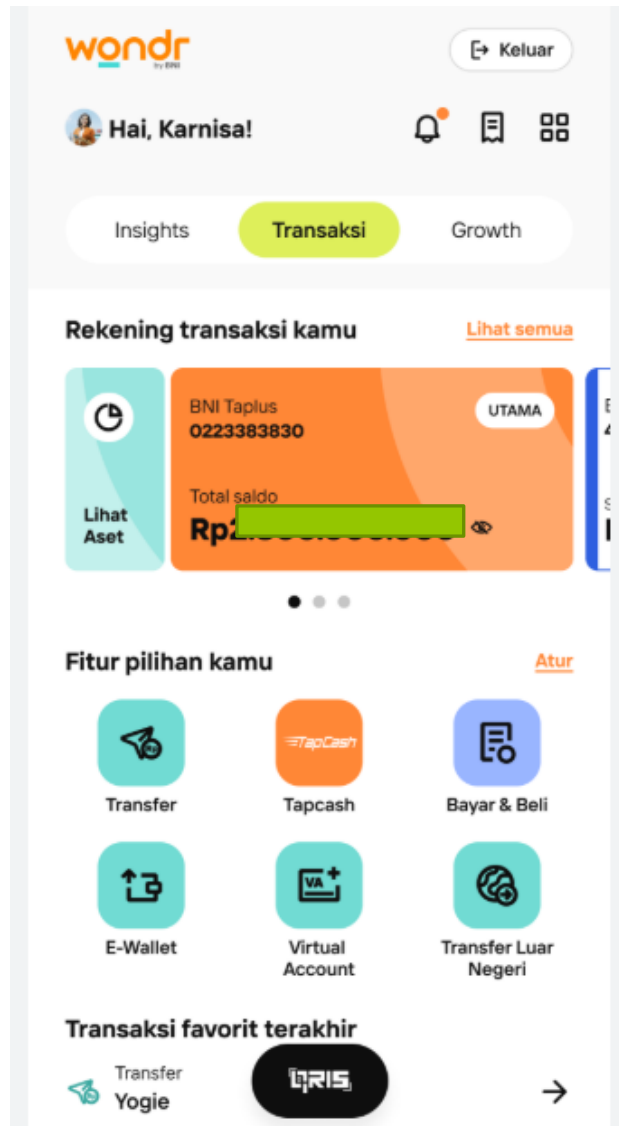 wondr
by BNI
Keluar
Hai, Karnisa!
Insights
Transaksi
Growth
Rekening transaksi kamu
Lihat semua
Lihat
Aset
BNI Taplus
0223383830
UTAMA
Total saldo
Rp2
Fitur pilihan kamu
Atur
Rp
TapCash
VA
Transfer
Tapcash
Bayar & Beli
E-Wallet
Virtual
Account
Transfer Luar
Negeri
Transaksi favorit terakhir
Transfer
Yogie
QRIS